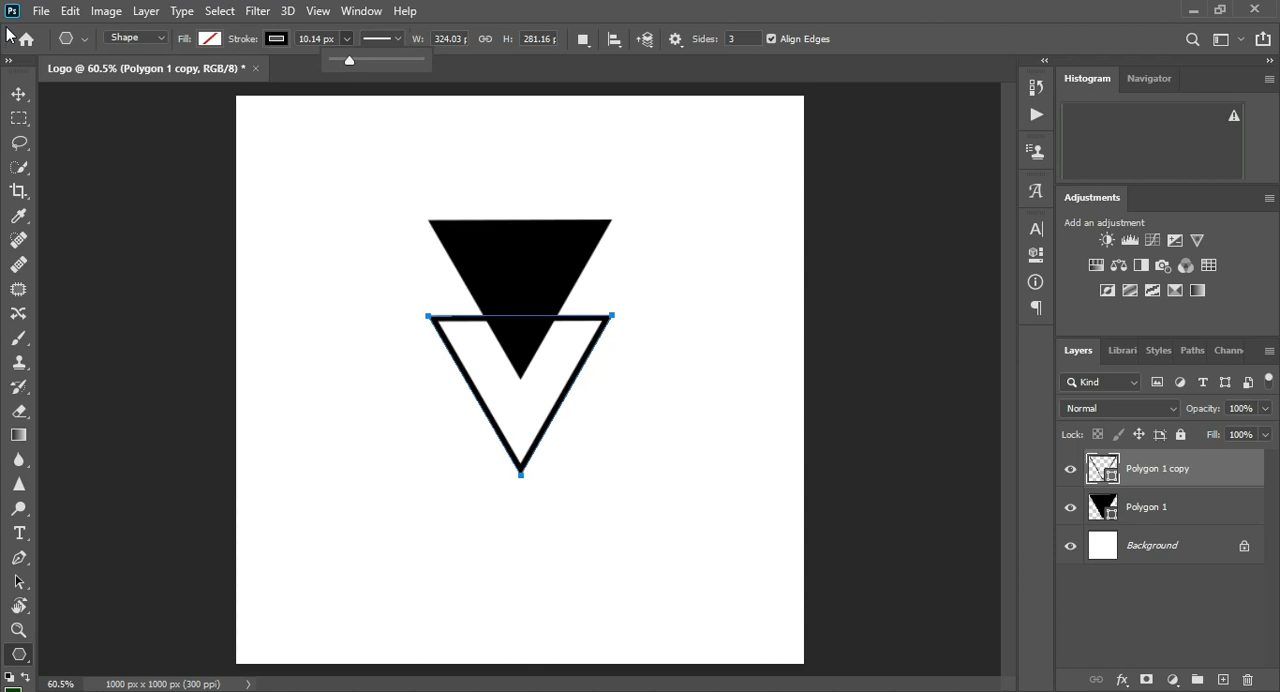 Ps File Edit Image Layer Type Select Filter 3D View Window Help
Shape Fill: Stroke: 10.14 px W: 324.03 p H: 281.16 p Sides: 3 Align Edges
Logo @ 60.5% (Polygon 1 copy, RGB/8) *
Histogram Navigator
Adjustments
Add an adjustment
Layers Librari Styles Paths Chann
Kind
Normal Opacity: 100%
Lock: Fill: 100%
Polygon 1 copy
Polygon 1
Background
60.5% 1000 px x 1000 px (300 ppi)